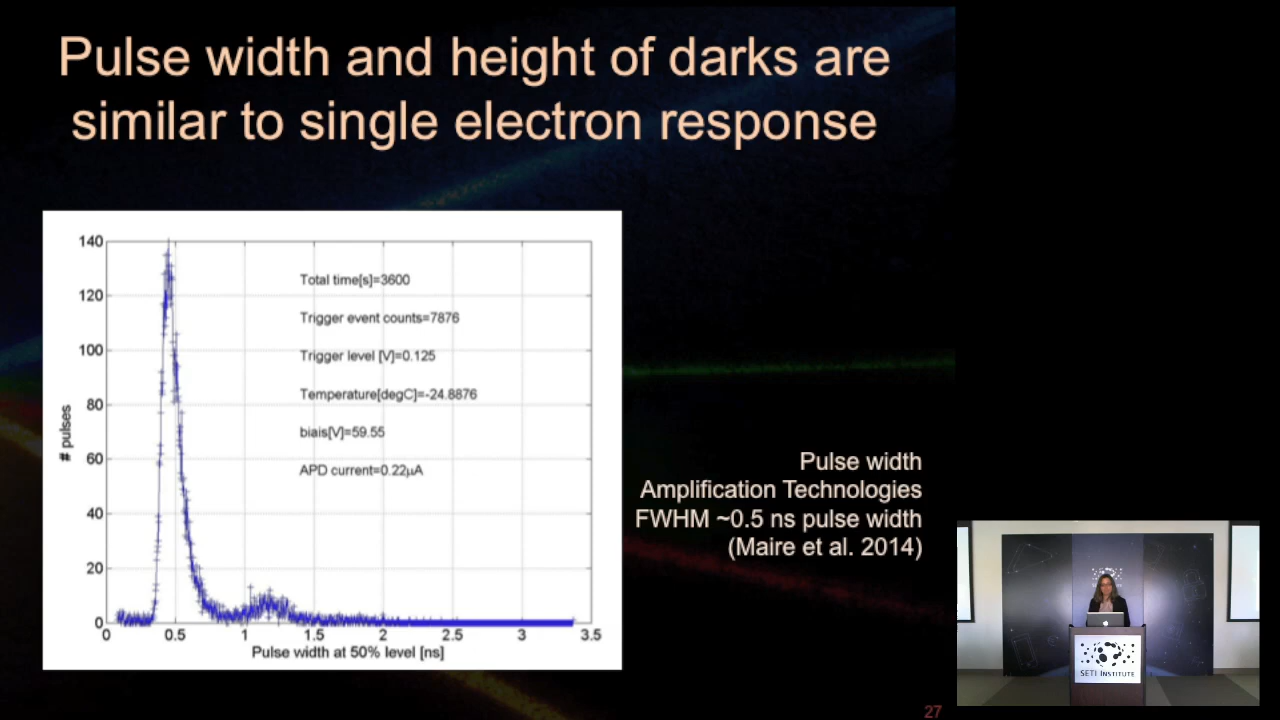 Pulse width and height of darks are
similar to single electron response
140
120
100
80
60
40
20
0
# pulses
Total time[s]=3600
Trigger event counts=7876
Trigger level [V]=0.125
Temperature[degC]=-24.8876
biais[V]=59.55
APD current=0.22µA
0 0.5 1 1.5 2 2.5 3 3.5
Pulse width at 50% level [ns]
Pulse width
Amplification Technologies
FWHM ~0.5 ns pulse width
(Maire et al. 2014)
SETI INSTITUTE
27